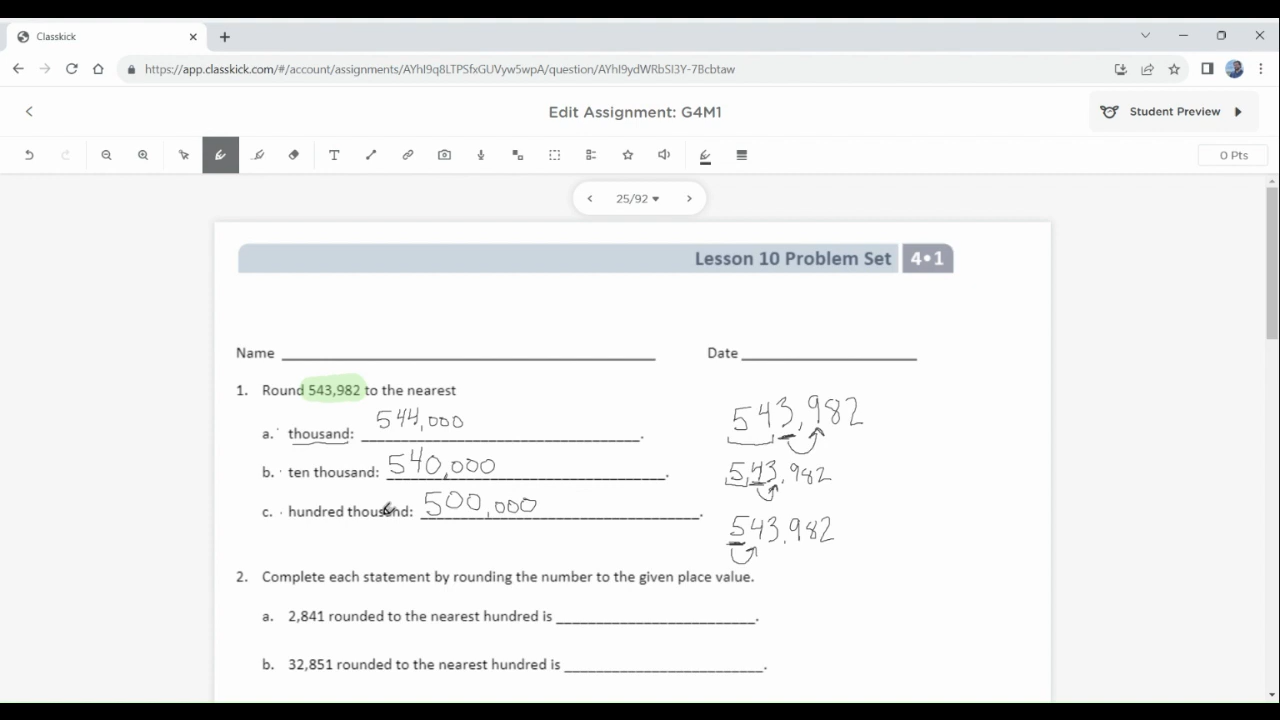 Classkick
https://app.classkick.com/#/account/assignments/AYhI9q8LTPSfxGUVyw5wpA/question/AYhI9ydWRbSI3Y-7Bcbtaw
Edit Assignment: G4M1
Student Preview
T
0 Pts
25/92
Lesson 10 Problem Set 4•1
Name Date
1. Round 543,982 to the nearest
a. thousand: 544,000 .
543,982
b. ten thousand: 540,000 .
543,982
c. hundred thousand: 500,000 .
543,982
2. Complete each statement by rounding the number to the given place value.
a. 2,841 rounded to the nearest hundred is .
b. 32,851 rounded to the nearest hundred is .